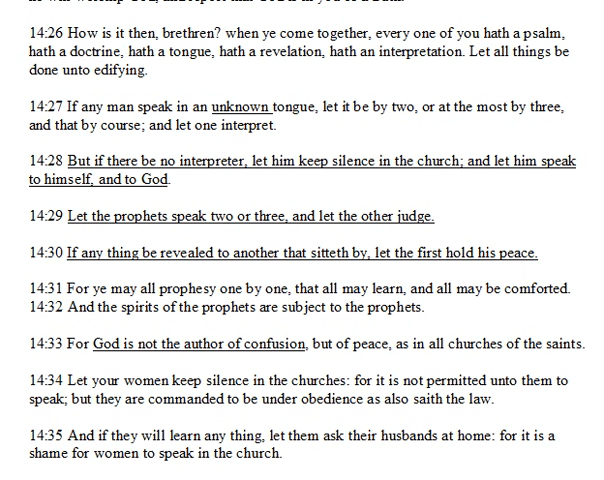 14:26 How is it then, brethren? when ye come together, every one of you hath a psalm,
hath a doctrine, hath a tongue, hath a revelation, hath an interpretation. Let all things be
done unto edifying.
14:27 If any man speak in an unknown tongue, let it be by two, or at the most by three,
and that by course; and let one interpret.
14:28 But if there be no interpreter, let him keep silence in the church; and let him speak
to himself, and to God.
14:29 Let the prophets speak two or three, and let the other judge.
14:30 If any thing be revealed to another that sitteth by, let the first hold his peace.
14:31 For ye may all prophesy one by one, that all may learn, and all may be comforted.
14:32 And the spirits of the prophets are subject to the prophets.
14:33 For God is not the author of confusion, but of peace, as in all churches of the saints.
14:34 Let your women keep silence in the churches: for it is not permitted unto them to
speak; but they are commanded to be under obedience as also saith the law.
14:35 And if they will learn any thing, let them ask their husbands at home: for it is a
shame for women to speak in the church.